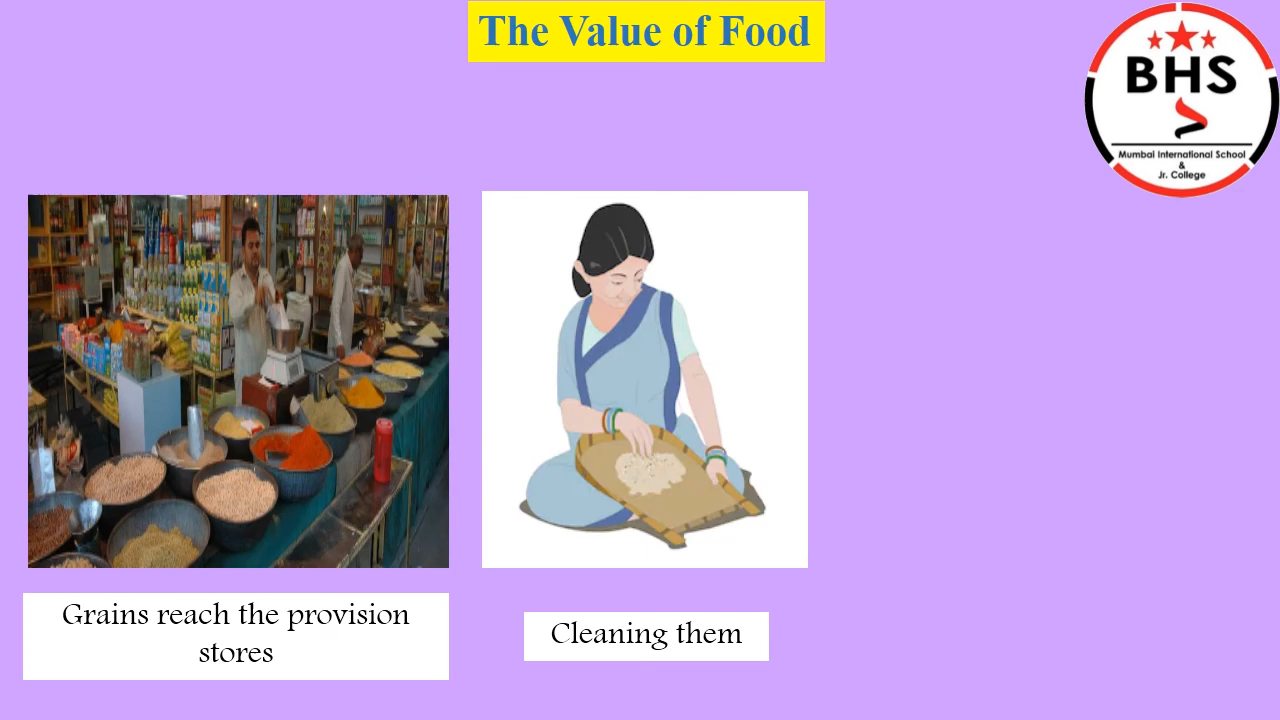 The Value of Food
BHS
Mumbai International School
&
Jr. College
Grains reach the provision
stores
Cleaning them